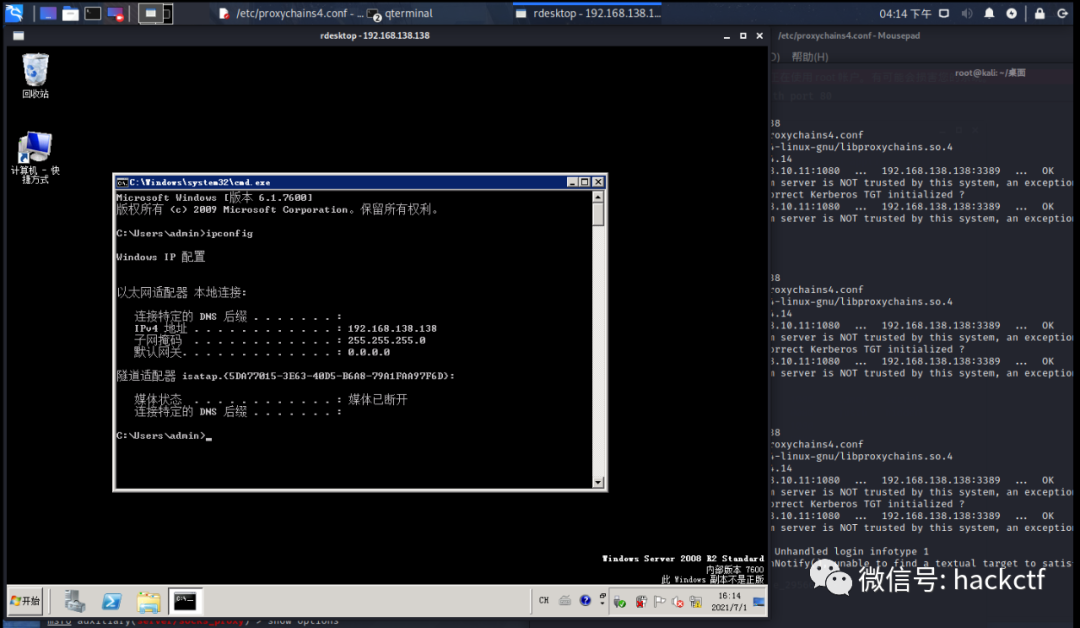 /etc/proxychains4.conf - ...
qterminal
rdesktop - 192.168.138.1...
04:14 下午
rdesktop - 192.168.138.138
/etc/proxychains4.conf - Mousepad
帮助(H)
root@kali: ~/桌面
回收站
计算机 - 快
捷方式
C:\Windows\system32\cmd.exe
Microsoft Windows [版本 6.1.7600]
版权所有 (c) 2009 Microsoft Corporation。保留所有权利。
C:\Users\admin>ipconfig
Windows IP 配置
以太网适配器 本地连接:
连接特定的 DNS 后缀 . . . . . . . :
IPv4 地址 . . . . . . . . . . . . : 192.168.138.138
子网掩码 . . . . . . . . . . . . : 255.255.255.0
默认网关. . . . . . . . . . . . . : 0.0.0.0
隧道适配器 isatap.{5DA77015-3E63-40D5-B6A8-79A1FAA97F6D}:
媒体状态 . . . . . . . . . . . . : 媒体已断开
连接特定的 DNS 后缀 . . . . . . . :
C:\Users\admin>_
38
roxychains4.conf
-linux-gnu/libproxychains.so.4
.14
.10.11:1080 ... 192.168.138.138:3389 ... OK
m server is NOT trusted by this system, an exception
orrect Kerberos TGT initialized ?
.10.11:1080 ... 192.168.138.138:3389 ... OK
m server is NOT trusted by this system, an exception
38
roxychains4.conf
-linux-gnu/libproxychains.so.4
.14
.10.11:1080 ... 192.168.138.138:3389 ... OK
m server is NOT trusted by this system, an exception
orrect Kerberos TGT initialized ?
.10.11:1080 ... 192.168.138.138:3389 ... OK
m server is NOT trusted by this system, an exception
38
roxychains4.conf
-linux-gnu/libproxychains.so.4
.14
.10.11:1080 ... 192.168.138.138:3389 ... OK
m server is NOT trusted by this system, an exception
orrect Kerberos TGT initialized ?
.10.11:1080 ... 192.168.138.138:3389 ... OK
m server is NOT trusted by this system, an exception
Unhandled login infotype 1
Notify: unable to find a textual target to satis
Windows Server 2008 R2 Standard
内部版本 7600
此 Windows 副本不是正版
微信号: hackctf
开始
CH
16:14
2021/7/1
msf6 auxiliary(server/socks_proxy) > show options